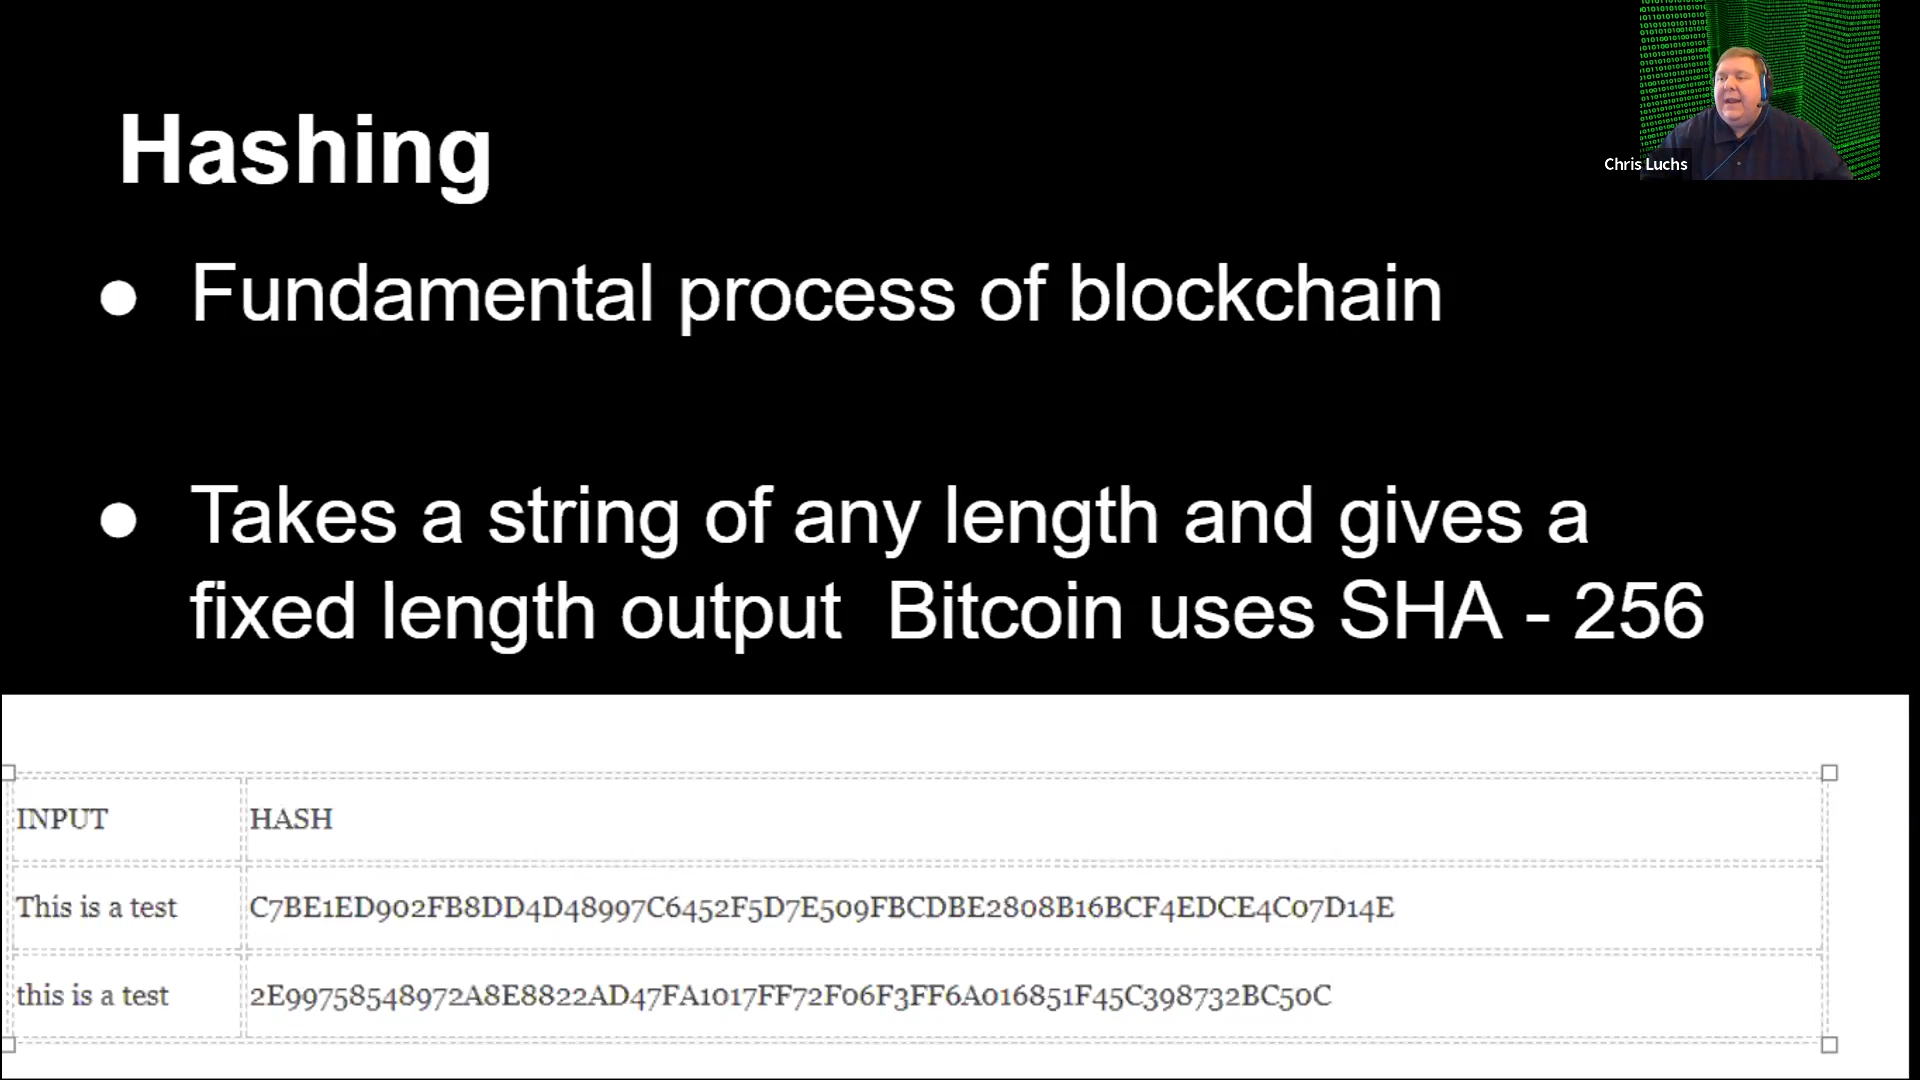 Hashing
Chris Luchs
● Fundamental process of blockchain
● Takes a string of any length and gives a
fixed length output  Bitcoin uses SHA - 256
INPUT HASH
This is a test C7BE1ED902FB8DD4D48997C6452F5D7E509FBCDBE2808B16BCF4EDCE4C07D14E
this is a test 2E99758548972A8E8822AD47FA1017FF72F06F3FF6A016851F45C398732BC50C